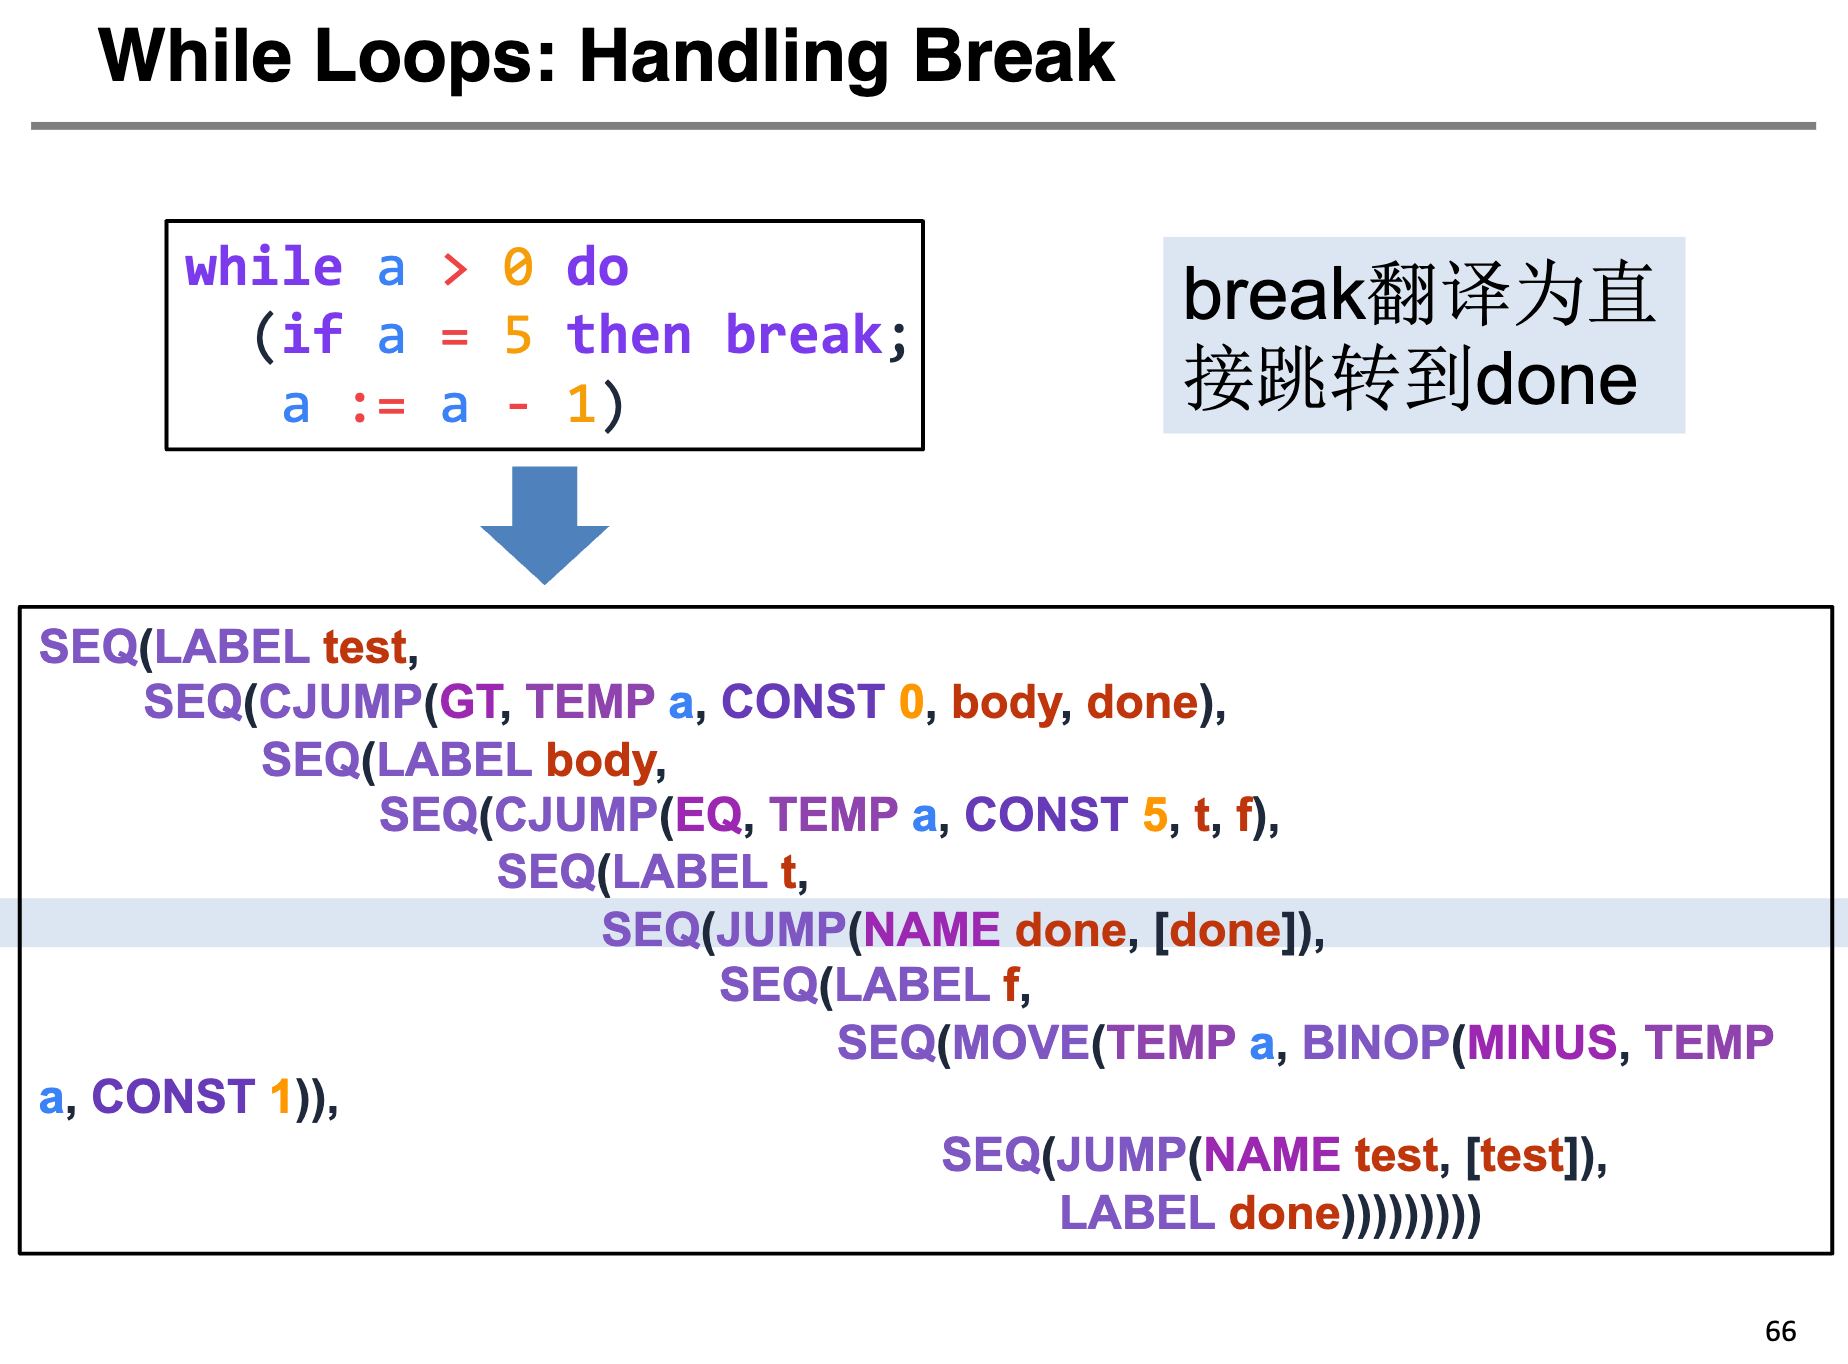 While Loops: Handling Break
while a > 0 do
(if a = 5 then break;
a := a - 1)
break翻译为直
接跳转到done
SEQ(LABEL test,
SEQ(CJUMP(GT, TEMP a, CONST 0, body, done),
SEQ(LABEL body,
SEQ(CJUMP(EQ, TEMP a, CONST 5, t, f),
SEQ(LABEL t,
SEQ(JUMP(NAME done, [done]),
SEQ(LABEL f,
SEQ(MOVE(TEMP a, BINOP(MINUS, TEMP
a, CONST 1)),
SEQ(JUMP(NAME test, [test]),
LABEL done)))))))))
66